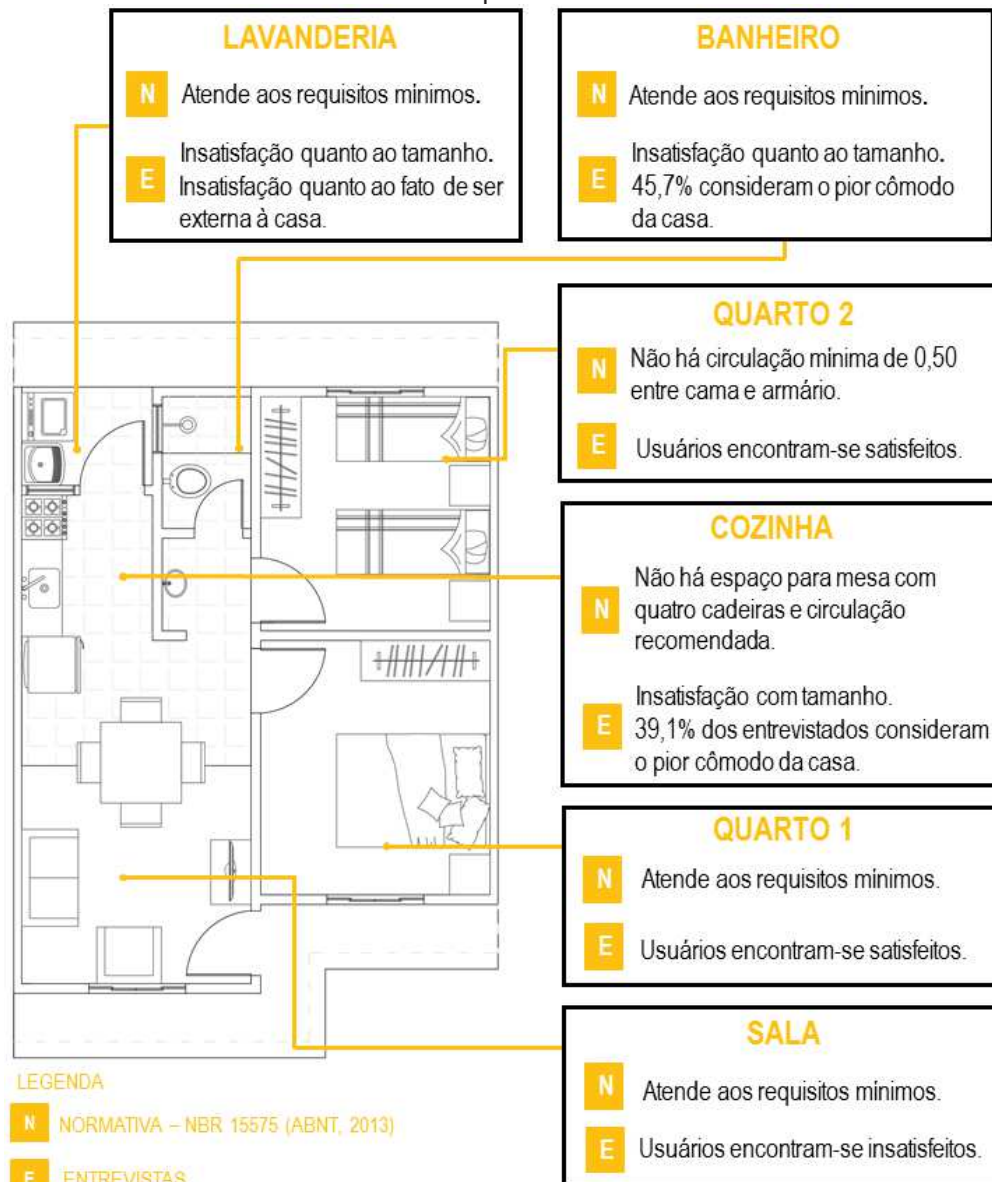 LAVANDERIA
N Atende aos requisitos mínimos.
E Insatisfação quanto ao tamanho.
Insatisfação quanto ao fato de ser
externa à casa.
BANHEIRO
N Atende aos requisitos mínimos.
E Insatisfação quanto ao tamanho.
45,7% consideram o pior cômodo
da casa.
QUARTO 2
N Não há circulação mínima de 0,50
entre cama e armário.
E Usuários encontram-se satisfeitos.
COZINHA
N Não há espaço para mesa com
quatro cadeiras e circulação
recomendada.
E Insatisfação com tamanho.
39,1% dos entrevistados consideram
o pior cômodo da casa.
QUARTO 1
N Atende aos requisitos mínimos.
E Usuários encontram-se satisfeitos.
SALA
N Atende aos requisitos mínimos.
E Usuários encontram-se insatisfeitos.
LEGENDA
N NORMATIVA – NBR 15575 (ABNT, 2013)
E ENTREVISTAS